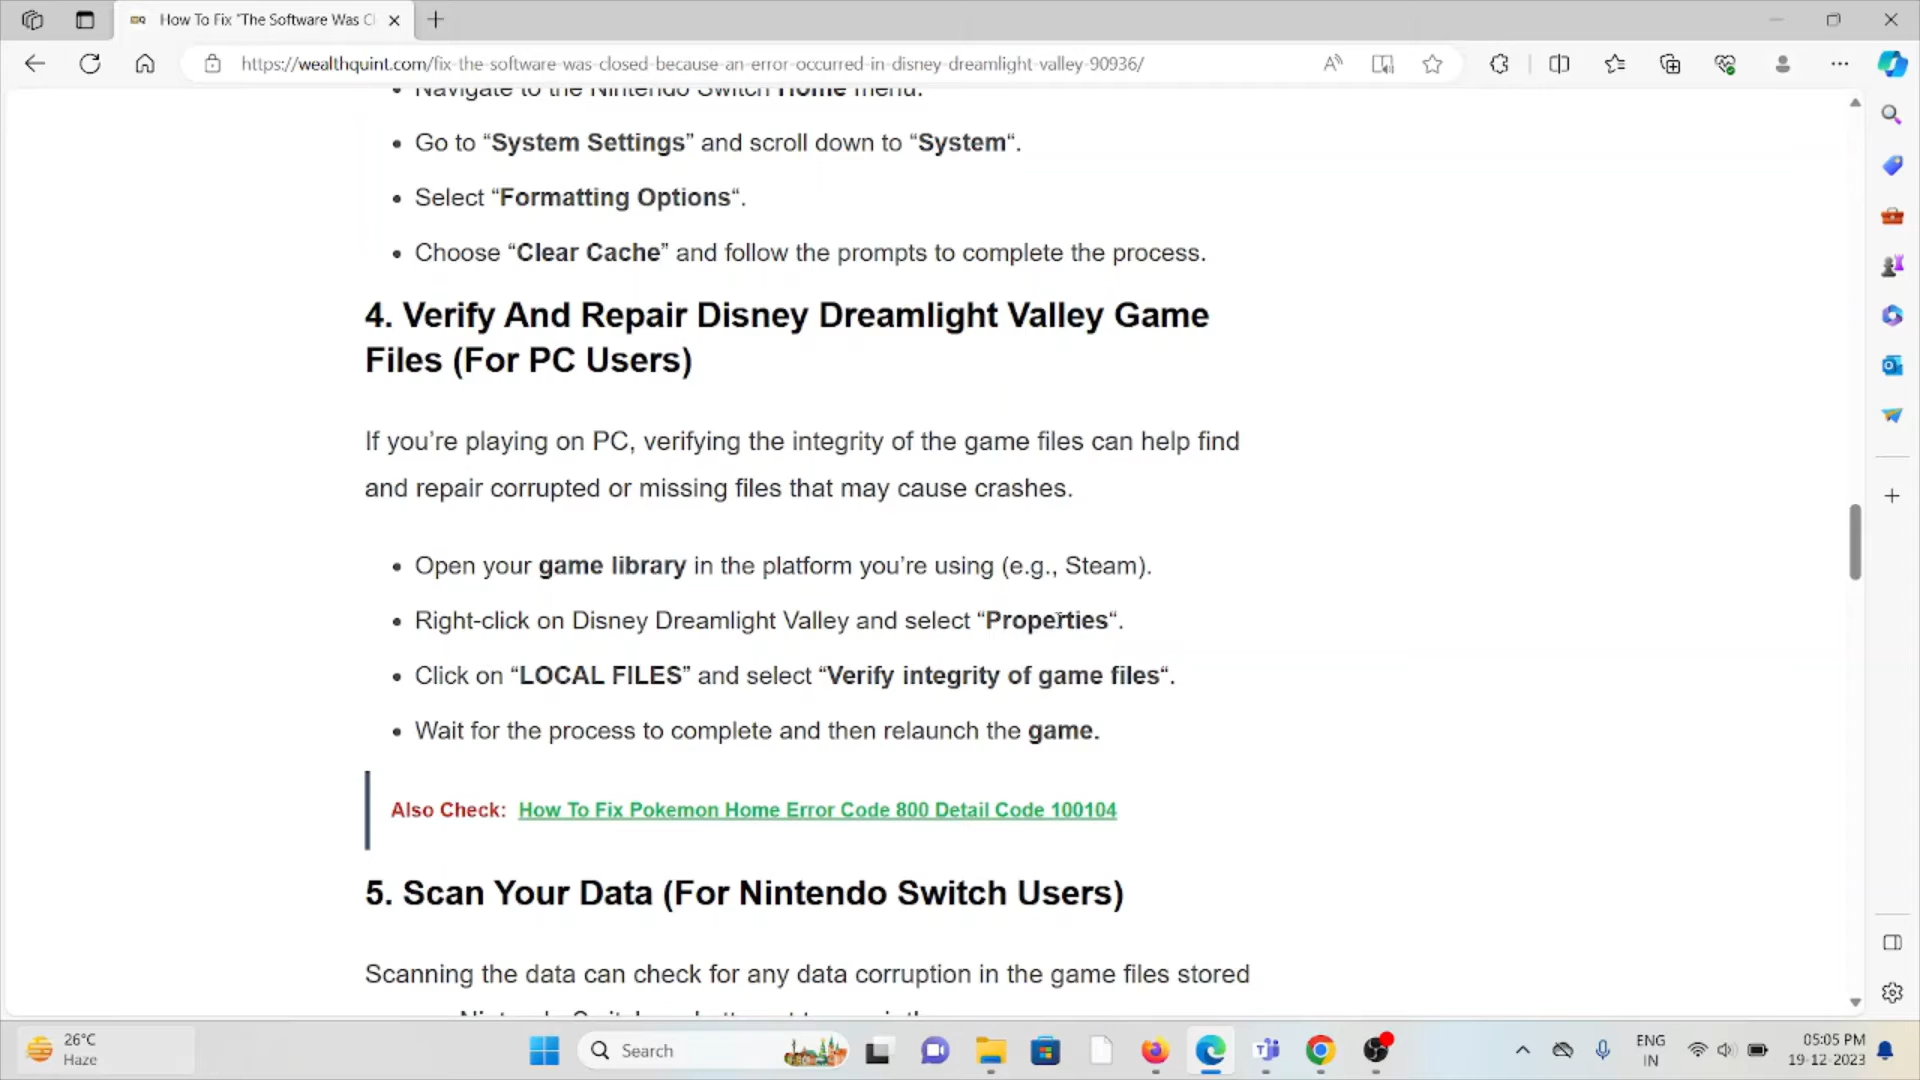 How To Fix "The Software Was Cl
https://wealthquint.com/fix-the-software-was-closed-because-an-error-occurred-in-disney-dreamlight-valley-90936/
Navigate to the Nintendo Switch Home menu.
Go to “System Settings” and scroll down to “System“.
Select “Formatting Options“.
Choose “Clear Cache” and follow the prompts to complete the process.
4. Verify And Repair Disney Dreamlight Valley Game
Files (For PC Users)
If you’re playing on PC, verifying the integrity of the game files can help find
and repair corrupted or missing files that may cause crashes.
Open your game library in the platform you’re using (e.g., Steam).
Right-click on Disney Dreamlight Valley and select “Properties“.
Click on “LOCAL FILES” and select “Verify integrity of game files“.
Wait for the process to complete and then relaunch the game.
Also Check: How To Fix Pokemon Home Error Code 800 Detail Code 100104
5. Scan Your Data (For Nintendo Switch Users)
Scanning the data can check for any data corruption in the game files stored
26°C
Haze
Search
ENG
IN
05:05 PM
19-12-2023